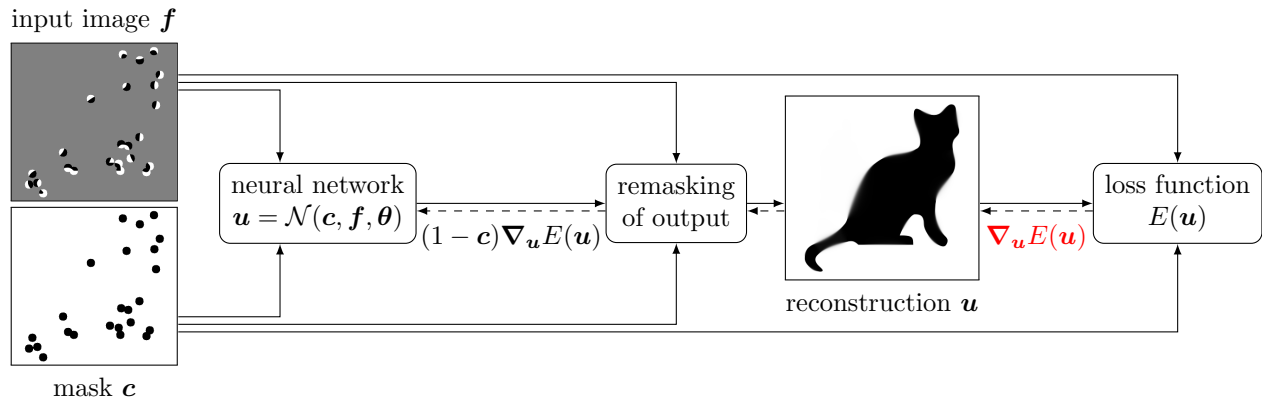 input image f
neural network
u = N(c, f, θ)
(1 − c)∇ᵤE(u)
remasking
of output
reconstruction u
∇ᵤE(u)
loss function
E(u)
mask c